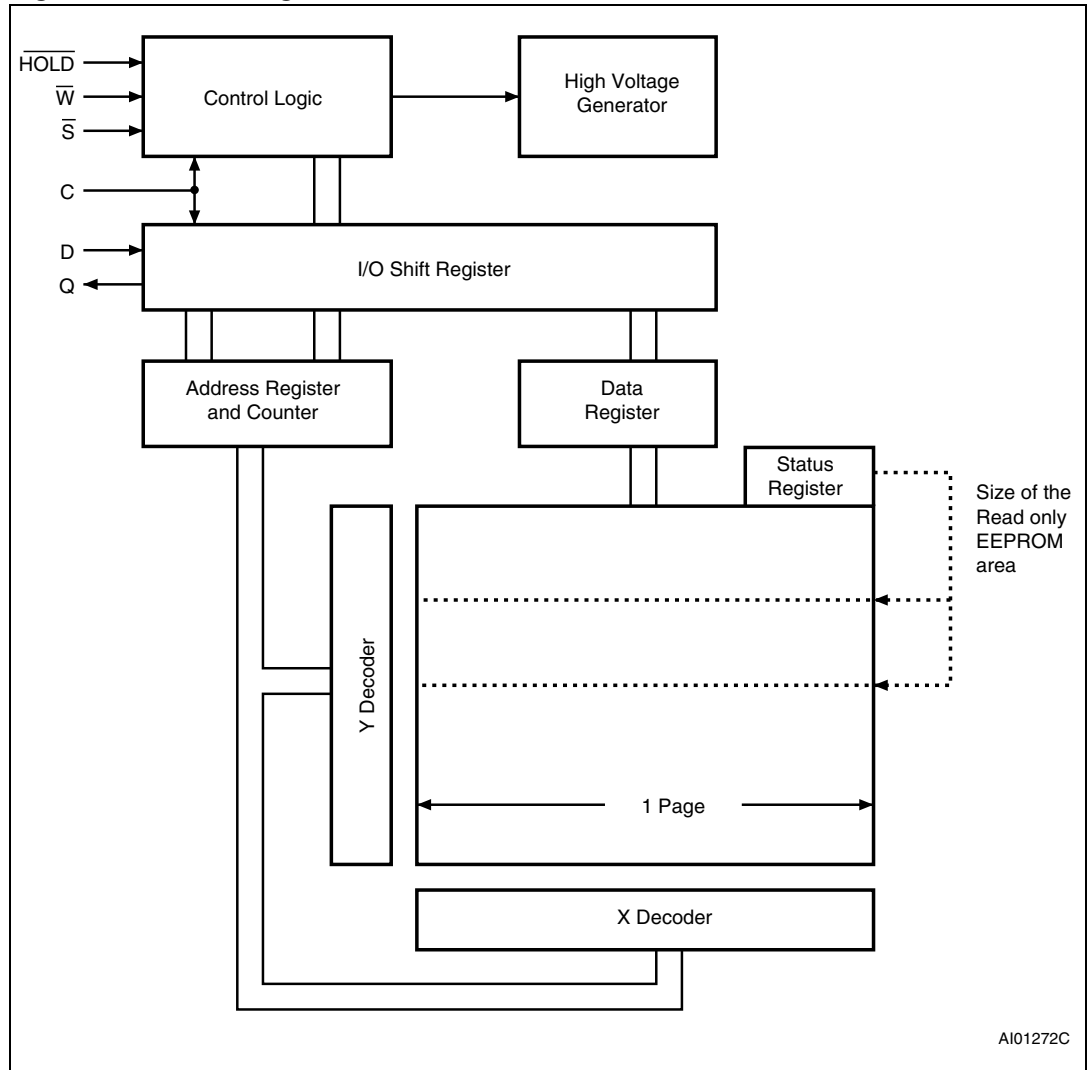 H̅O̅L̅D̅
W̅
S̅
C
D
Q
Control Logic
High Voltage
Generator
I/O Shift Register
Address Register
and Counter
Data
Register
Status
Register
Size of the
Read only
EEPROM
area
Y Decoder
1 Page
X Decoder
AI01272C